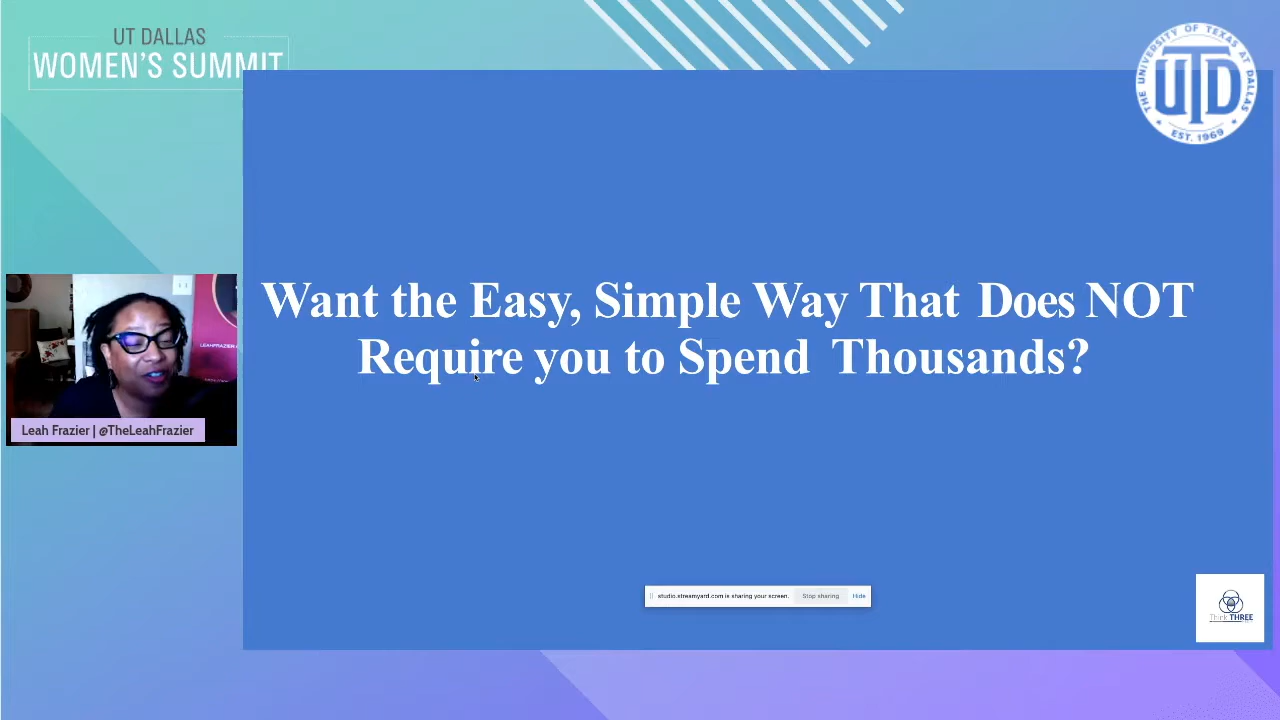 UT DALLAS
WOMEN'S SUMMIT
THE UNIVERSITY OF TEXAS AT DALLAS
UTD
EST. 1969
Want the Easy, Simple Way That Does NOT
Require you to Spend Thousands?
LEAHFRAZIER
Leah Frazier | @TheLeahFrazier
studio.streamyard.com is sharing your screen. Stop sharing Hide
Think THREE